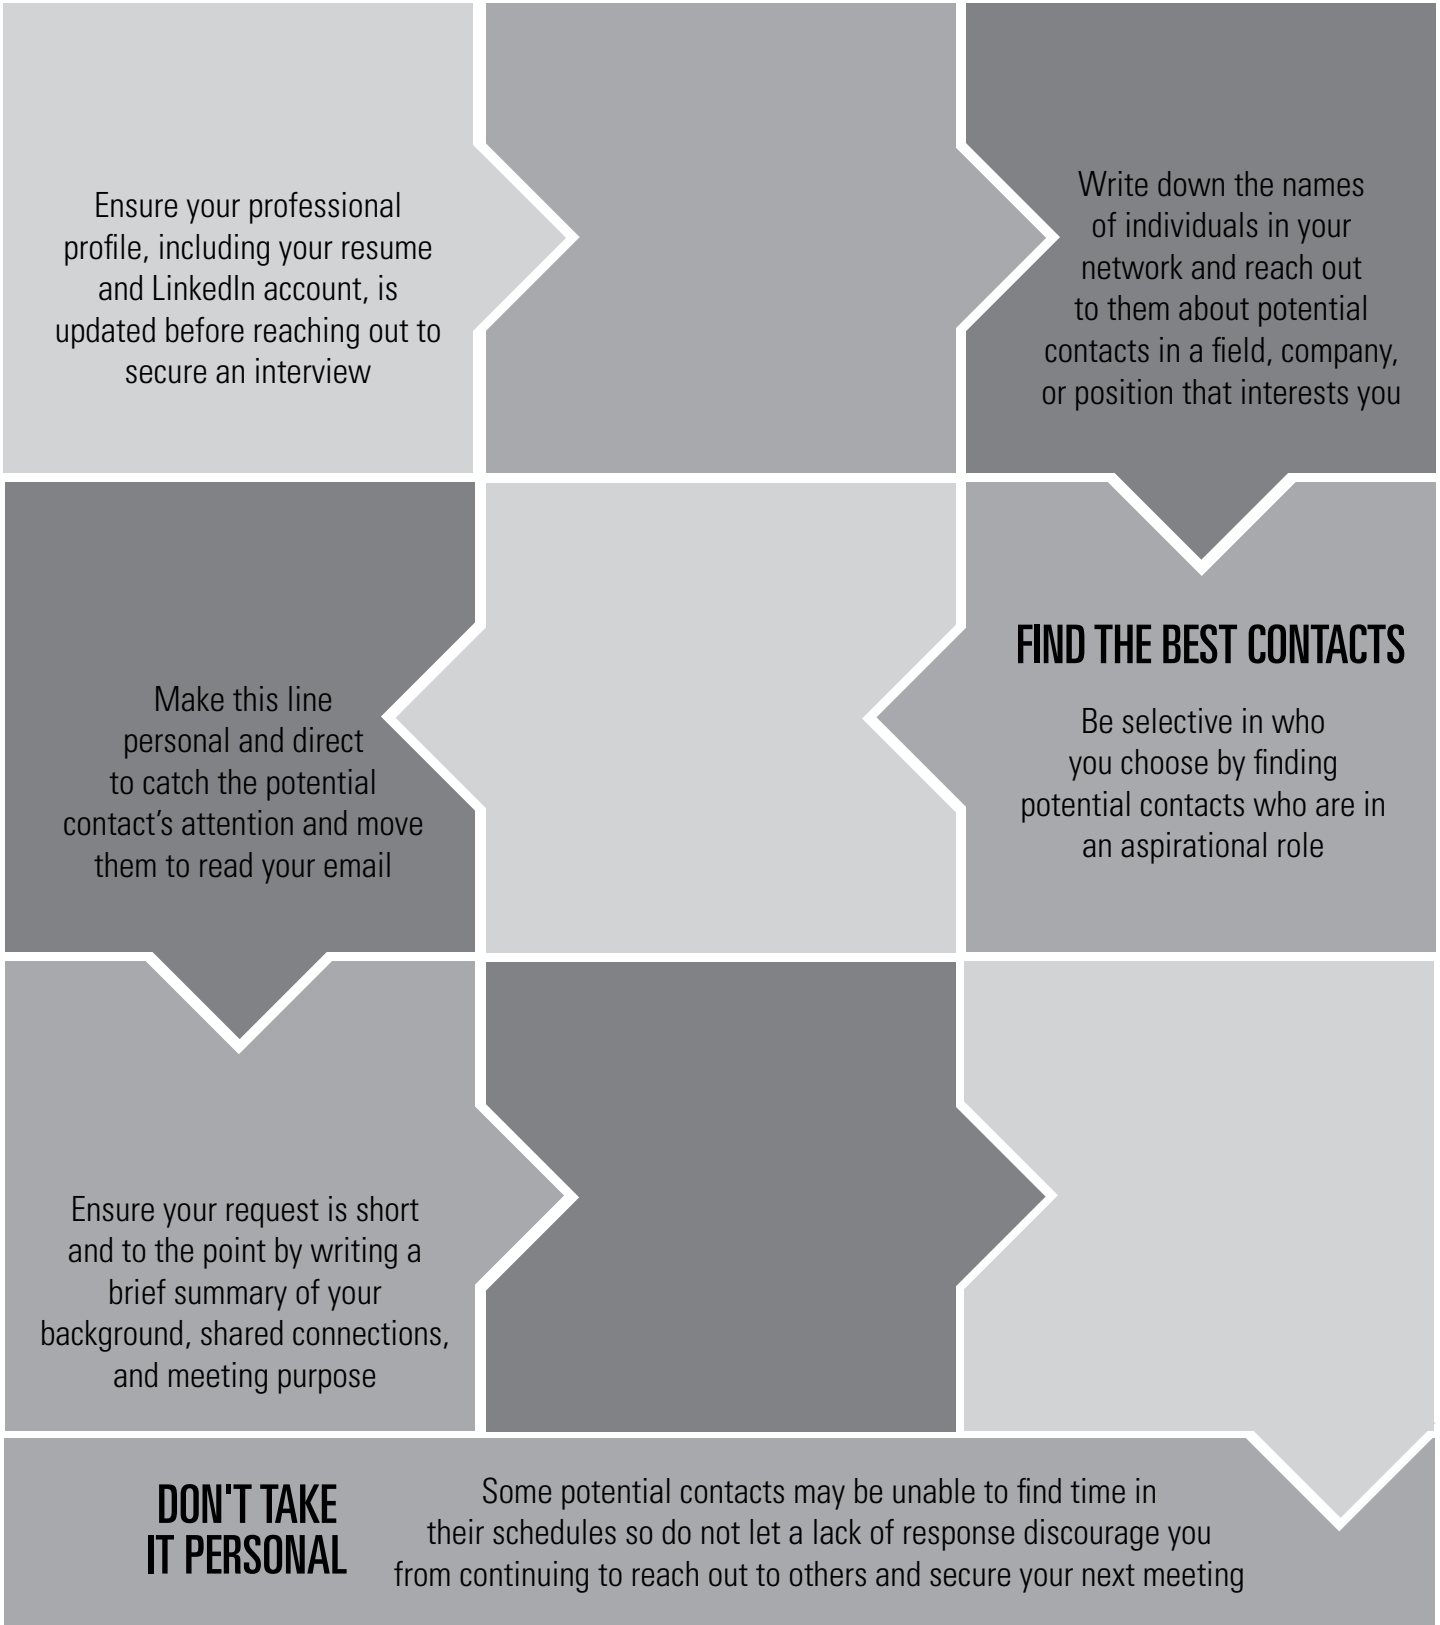 Ensure your professional
profile, including your resume
and LinkedIn account, is
updated before reaching out to
secure an interview
Write down the names
of individuals in your
network and reach out
to them about potential
contacts in a field, company,
or position that interests you
FIND THE BEST CONTACTS
Be selective in who
you choose by finding
potential contacts who are in
an aspirational role
Make this line
personal and direct
to catch the potential
contact's attention and move
them to read your email
Ensure your request is short
and to the point by writing a
brief summary of your
background, shared connections,
and meeting purpose
DON'T TAKE
IT PERSONAL
Some potential contacts may be unable to find time in
their schedules so do not let a lack of response discourage you
from continuing to reach out to others and secure your next meeting